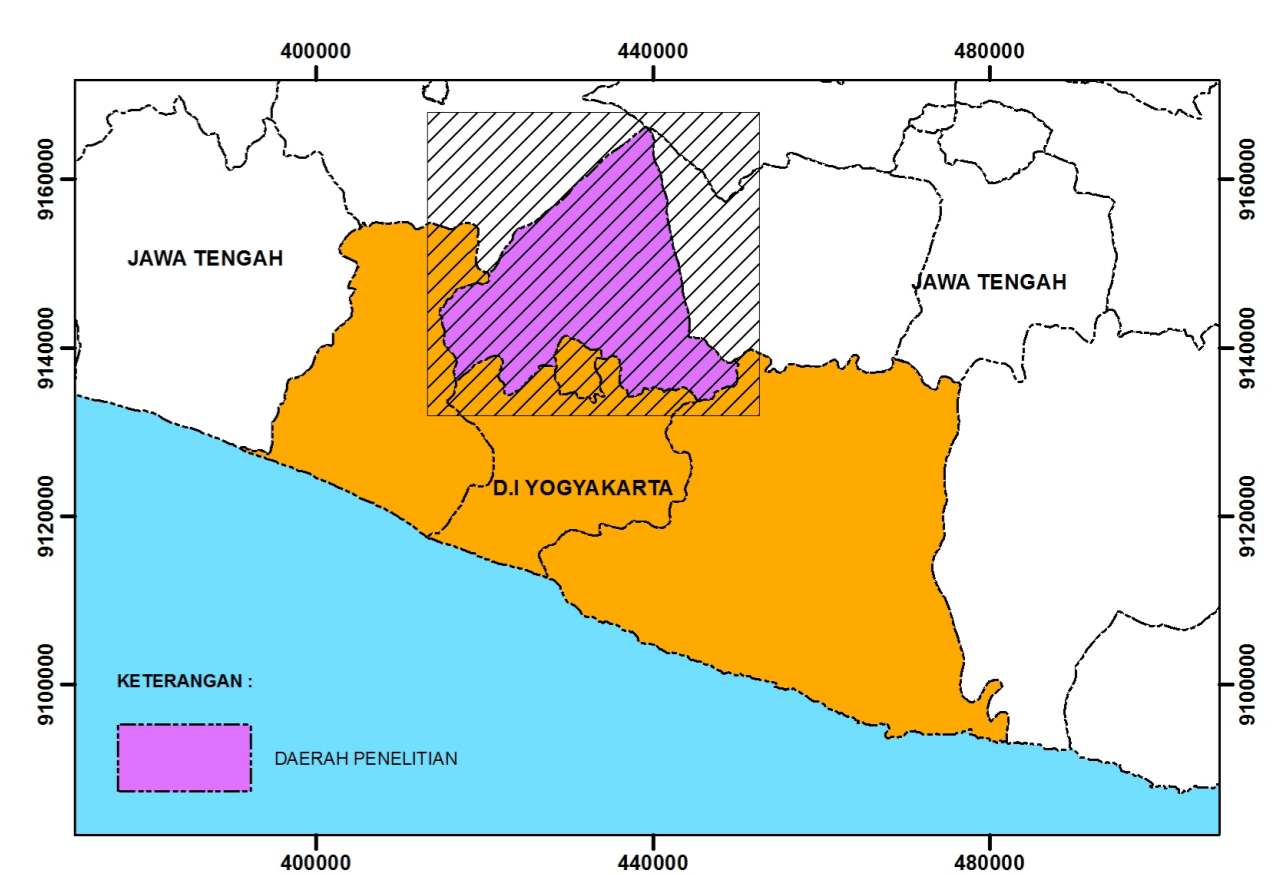 400000 440000 480000
9160000 9160000
JAWA TENGAH
JAWA TENGAH
9140000 9140000
D.I YOGYAKARTA
9120000 9120000
KETERANGAN :
9100000 9100000
DAERAH PENELITIAN
400000 440000 480000